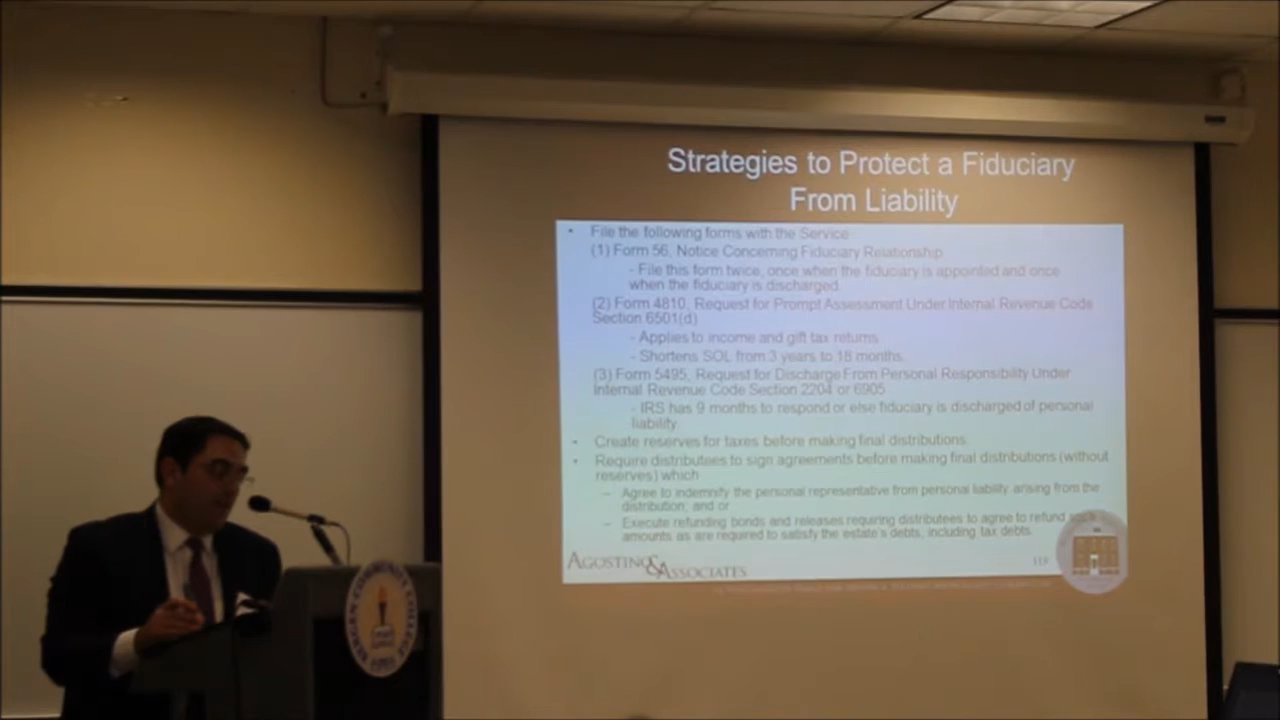 Strategies to Protect a Fiduciary
From Liability
• File the following forms with the Service
(1) Form 56, Notice Concerning Fiduciary Relationship
- File this form twice, once when the fiduciary is appointed and once
when the fiduciary is discharged
(2) Form 4810, Request for Prompt Assessment Under Internal Revenue Code
Section 6501(d)
- Applies to income and gift tax returns
- Shortens SOL from 3 years to 18 months.
(3) Form 5495, Request for Discharge From Personal Responsibility Under
Internal Revenue Code Section 2204 or 6905
- IRS has 9 months to respond or else fiduciary is discharged of personal
liability.
• Create reserves for taxes before making final distributions
• Require distributees to sign agreements before making final distributions (without
reserves) which
– Agree to indemnify the personal representative from personal liability arising from the
distribution; and or
– Execute refunding bonds and releases requiring distributees to agree to refund
amounts as are required to satisfy the estate's debts, including tax debts
AGOSTINO & ASSOCIATES
BERGEN COMMUNITY COLLEGE